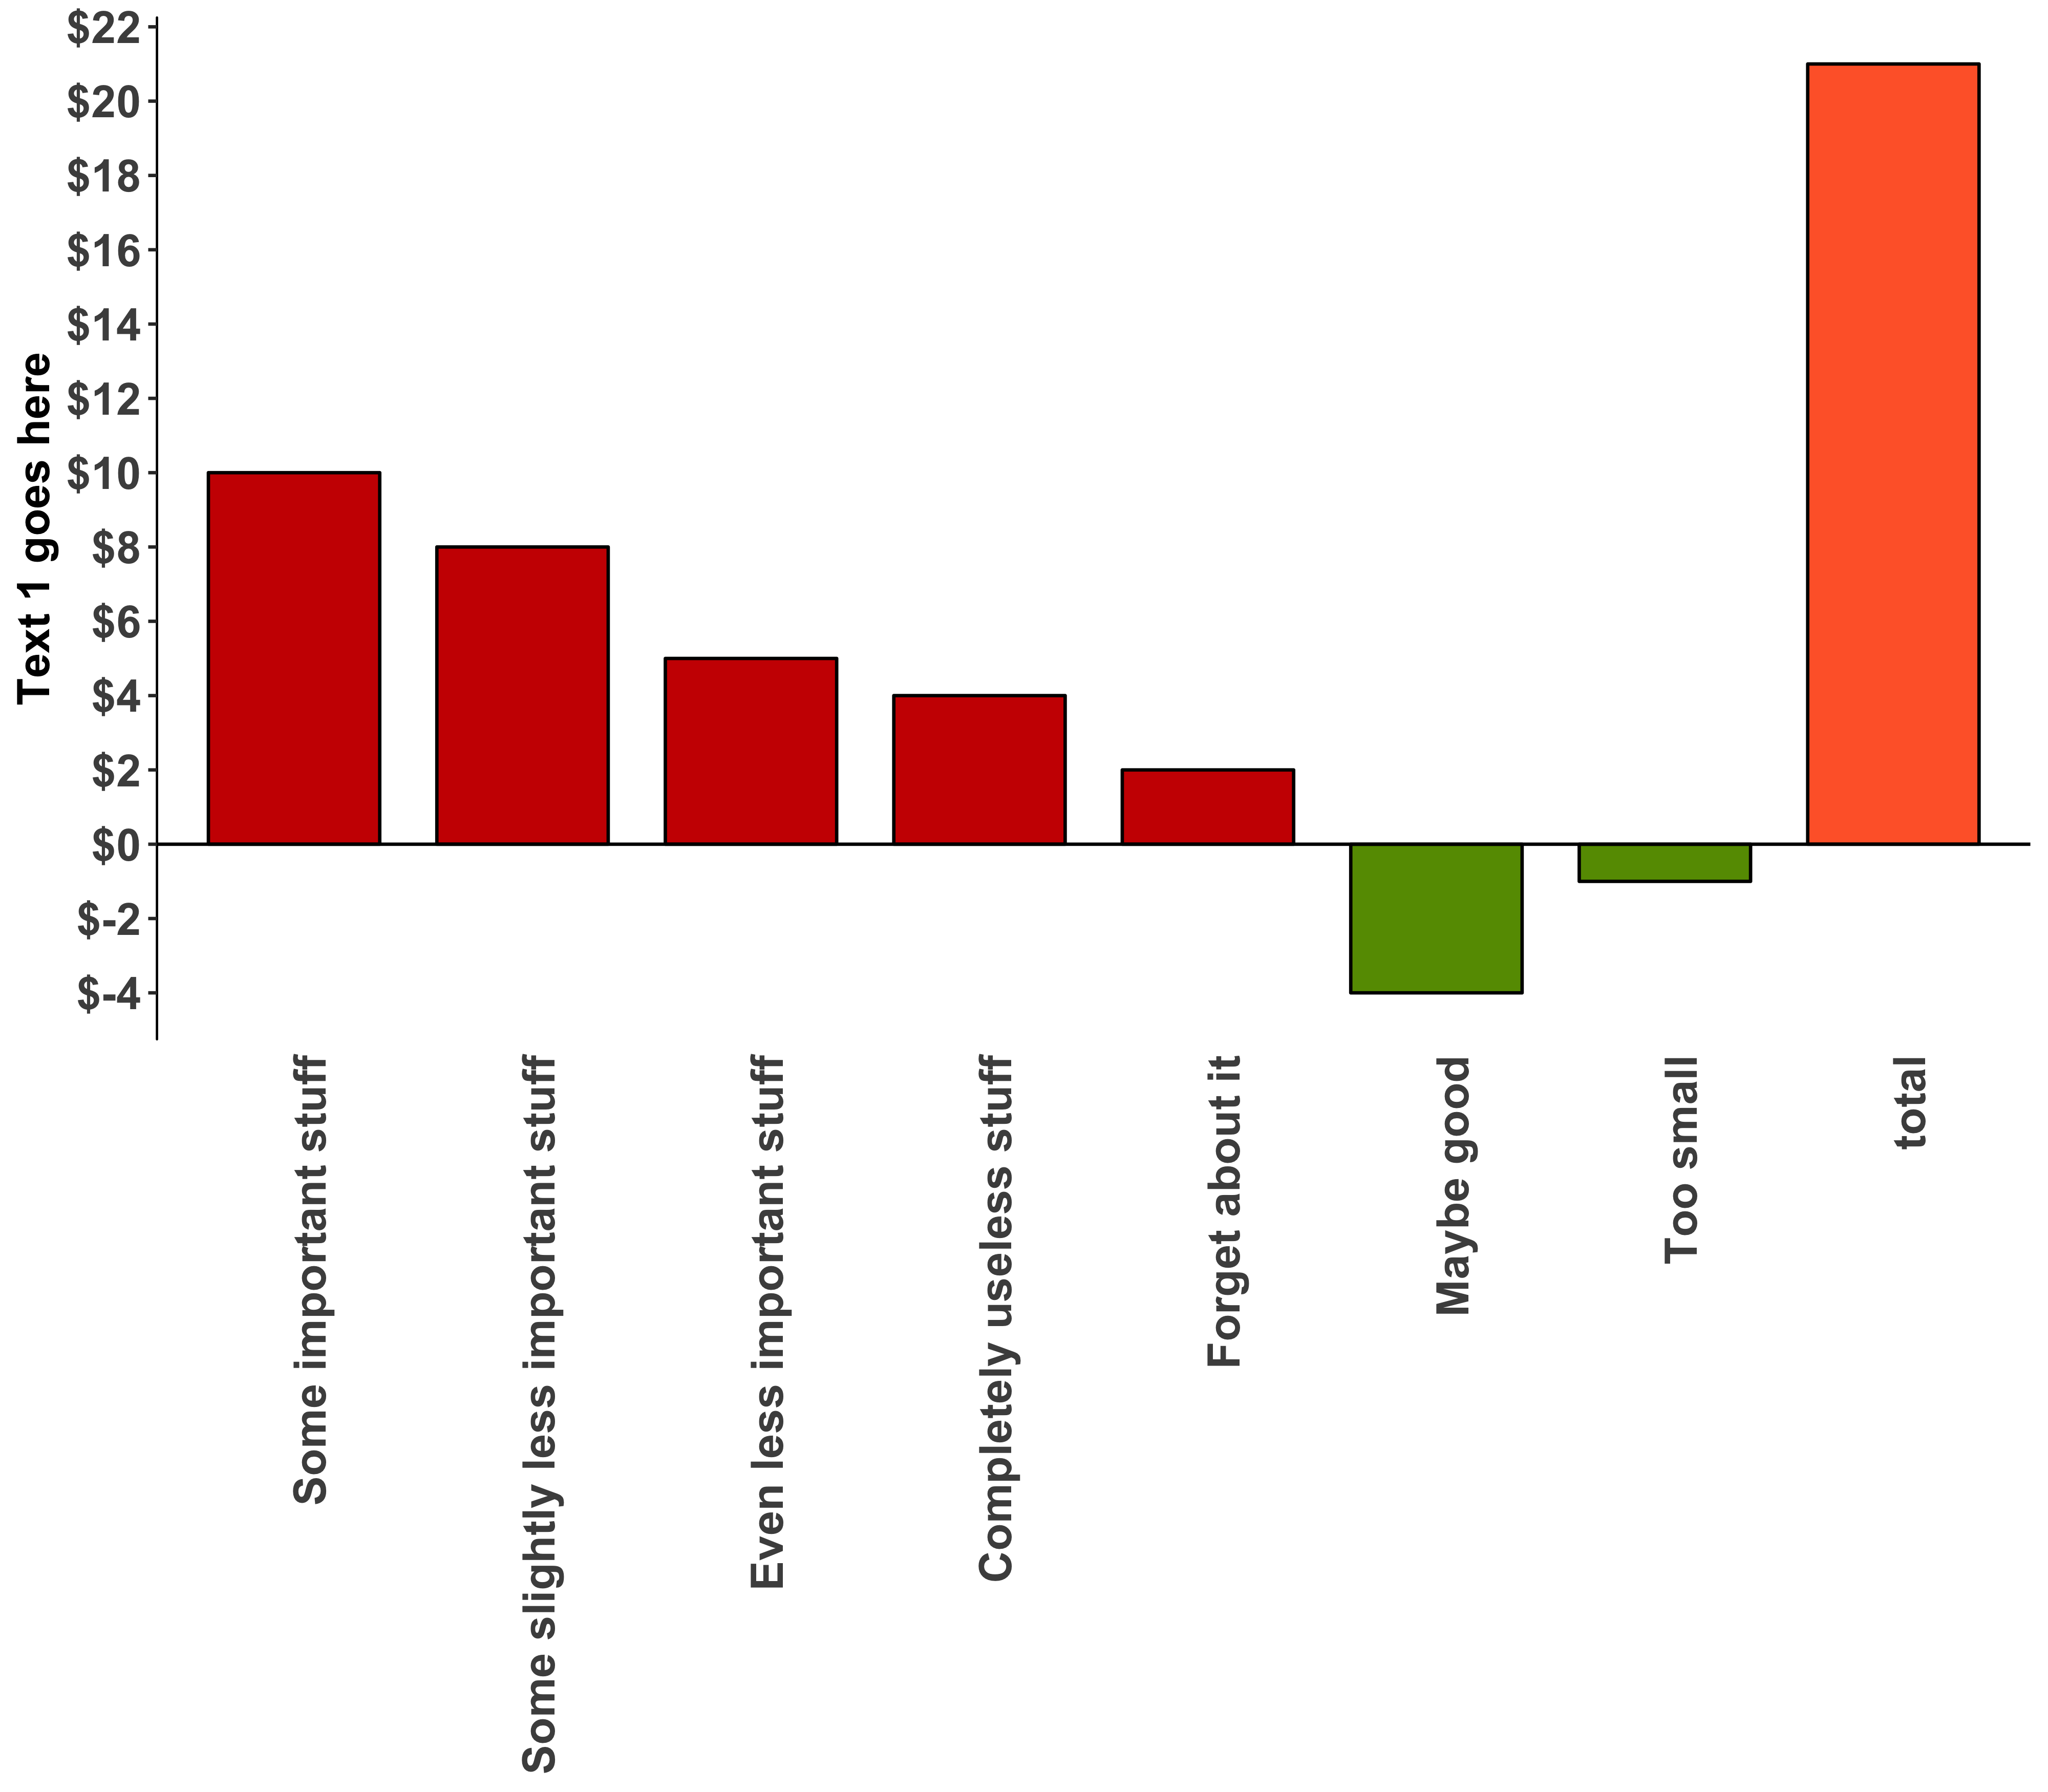 Text 1 goes here
$22
$20
$18
$16
$14
$12
$10
$8
$6
$4
$2
$0
$-2
$-4
Some important stuff
Some slightly less important stuff
Even less important stuff
Completely useless stuff
Forget about it
Maybe good
Too small
total